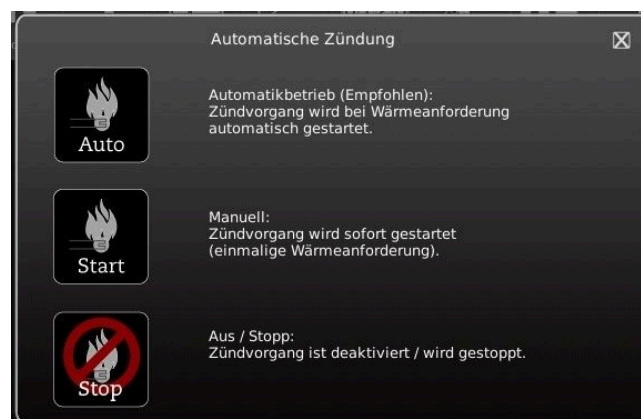 Automatische Zündung
Automatikbetrieb (Empfohlen):
Zündvorgang wird bei Wärmeanforderung
automatisch gestartet.
Auto
Manuell:
Zündvorgang wird sofort gestartet
(einmalige Wärmeanforderung).
Start
Aus / Stopp:
Zündvorgang ist deaktiviert / wird gestoppt.
Stop